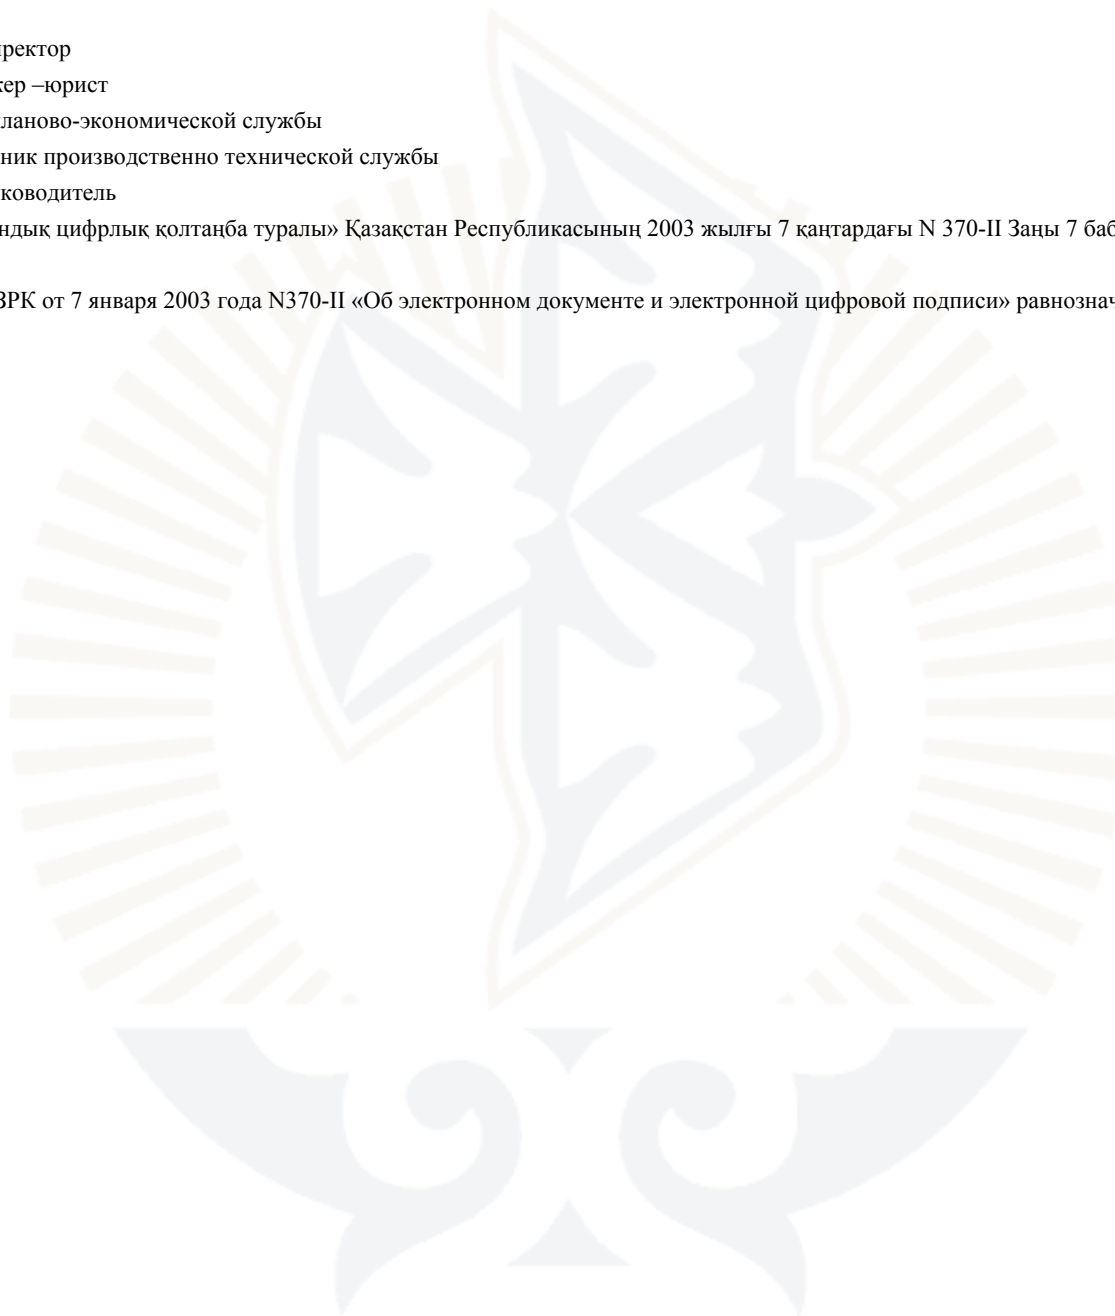 иректор
кер –юрист
ланово-экономической службы
ник производственно технической службы
ководитель
ндық цифрлық қолтаңба туралы» Қазақстан Республикасының 2003 жылғы 7 қаңтардағы N 370-II Заңы 7 баб
ЗРК от 7 января 2003 года N370-II «Об электронном документе и электронной цифровой подписи» равнознач